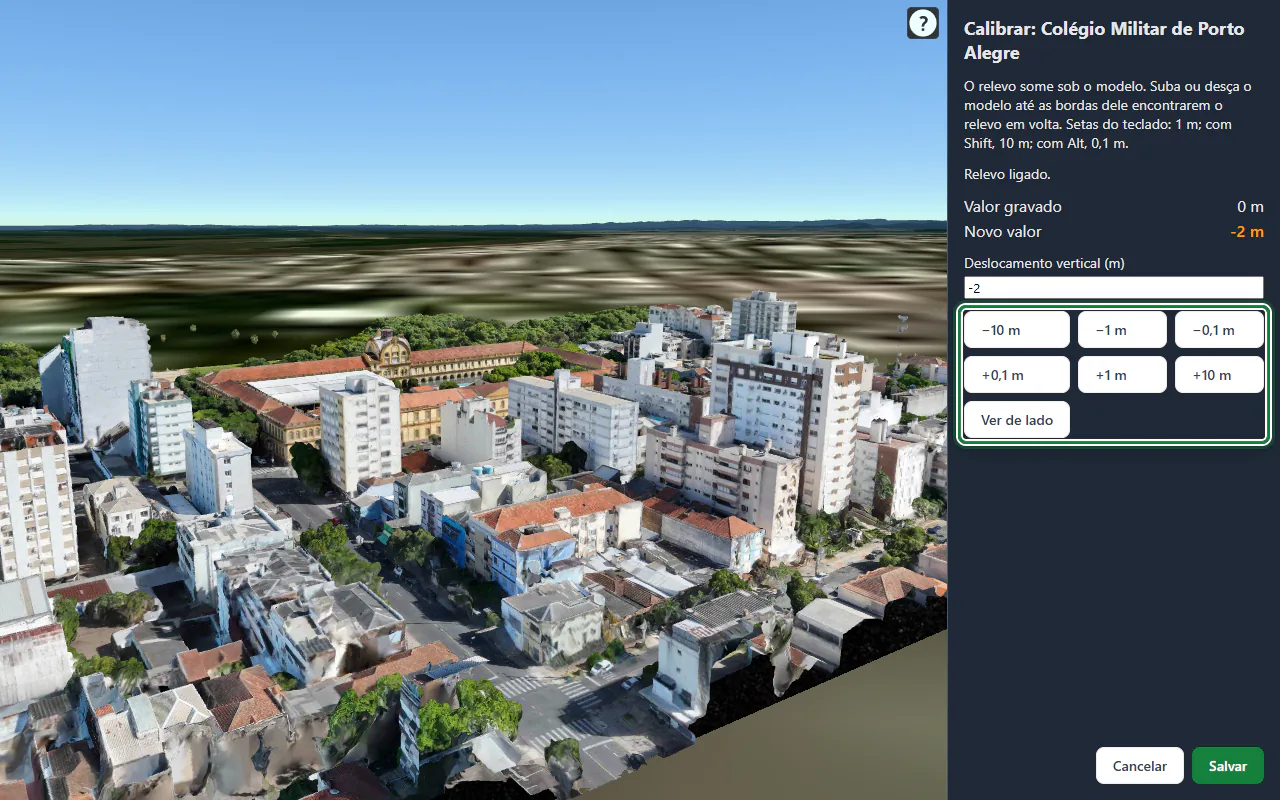 ?
Calibrar: Colégio Militar de Porto
Alegre
O relevo some sob o modelo. Suba ou desça o
modelo até as bordas dele encontrarem o
relevo em volta. Setas do teclado: 1 m; com
Shift, 10 m; com Alt, 0,1 m.
Relevo ligado.
Valor gravado 0 m
Novo valor -2 m
Deslocamento vertical (m)
-2
−10 m −1 m −0,1 m
+0,1 m +1 m +10 m
Ver de lado
Cancelar Salvar